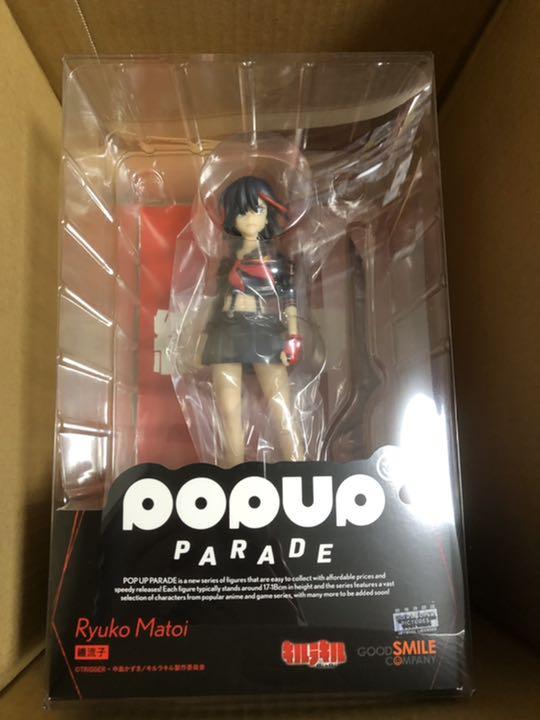 POPUP
PARADE
POP UP PARADE is a new series of figures that are easy to collect with affordable prices and
speedy releases! Each figure typically stands around 17-18cm in height and the series features a vast
selection of characters from popular anime and game series, with many more to be added soon!
Ryuko Matoi
纏流子
キルラキル
GOODSMILE
COMPANY
©TRIGGER・中島かずき/キルラキル製作委員会